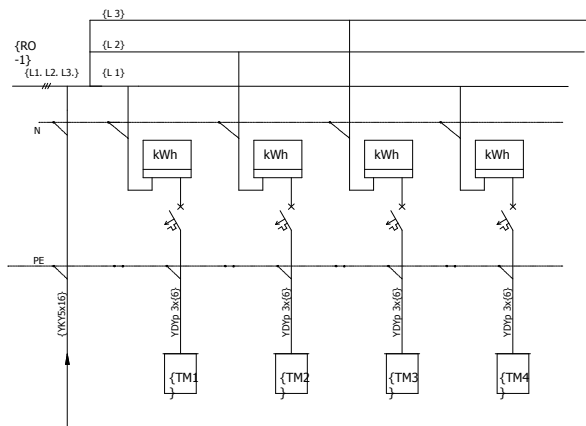 {L 3}
{RO
-1}
{L 2}
{L1. L2. L3.}
{L 1}
N
kWh
kWh
kWh
kWh
PE
{YKY5x16}
YDYp 3x{6}
YDYp 3x{6}
YDYp 3x{6}
YDYp 3x{6}
{TM1
}
{TM2
}
{TM3
}
{TM4
}